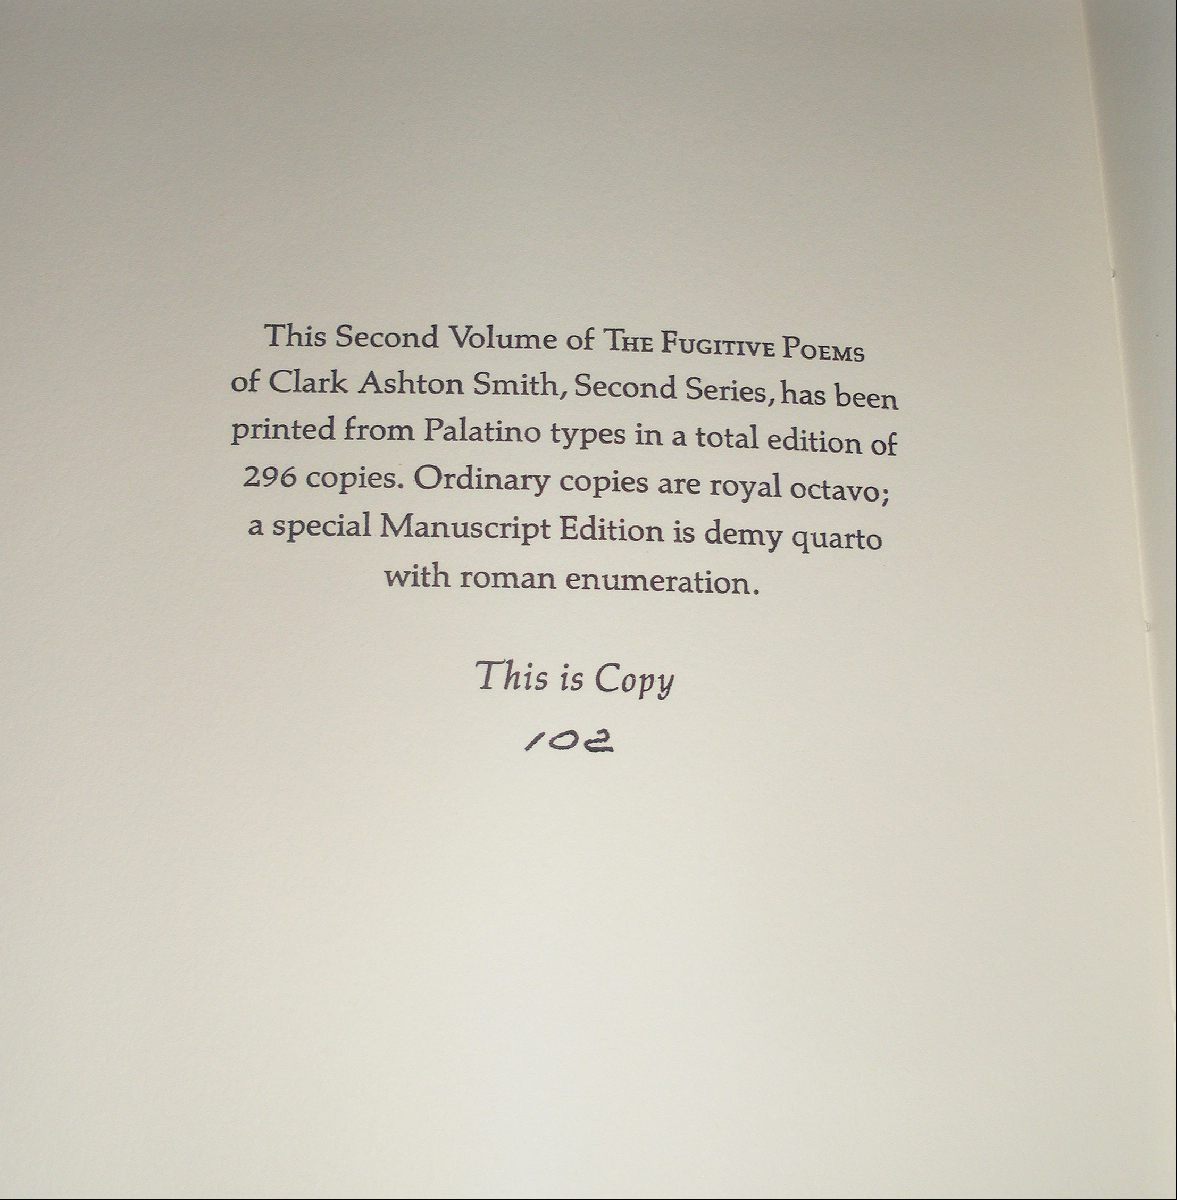 This Second Volume of THE FUGITIVE POEMS
of Clark Ashton Smith, Second Series, has been
printed from Palatino types in a total edition of
296 copies. Ordinary copies are royal octavo;
a special Manuscript Edition is demy quarto
with roman enumeration.
This is Copy
102